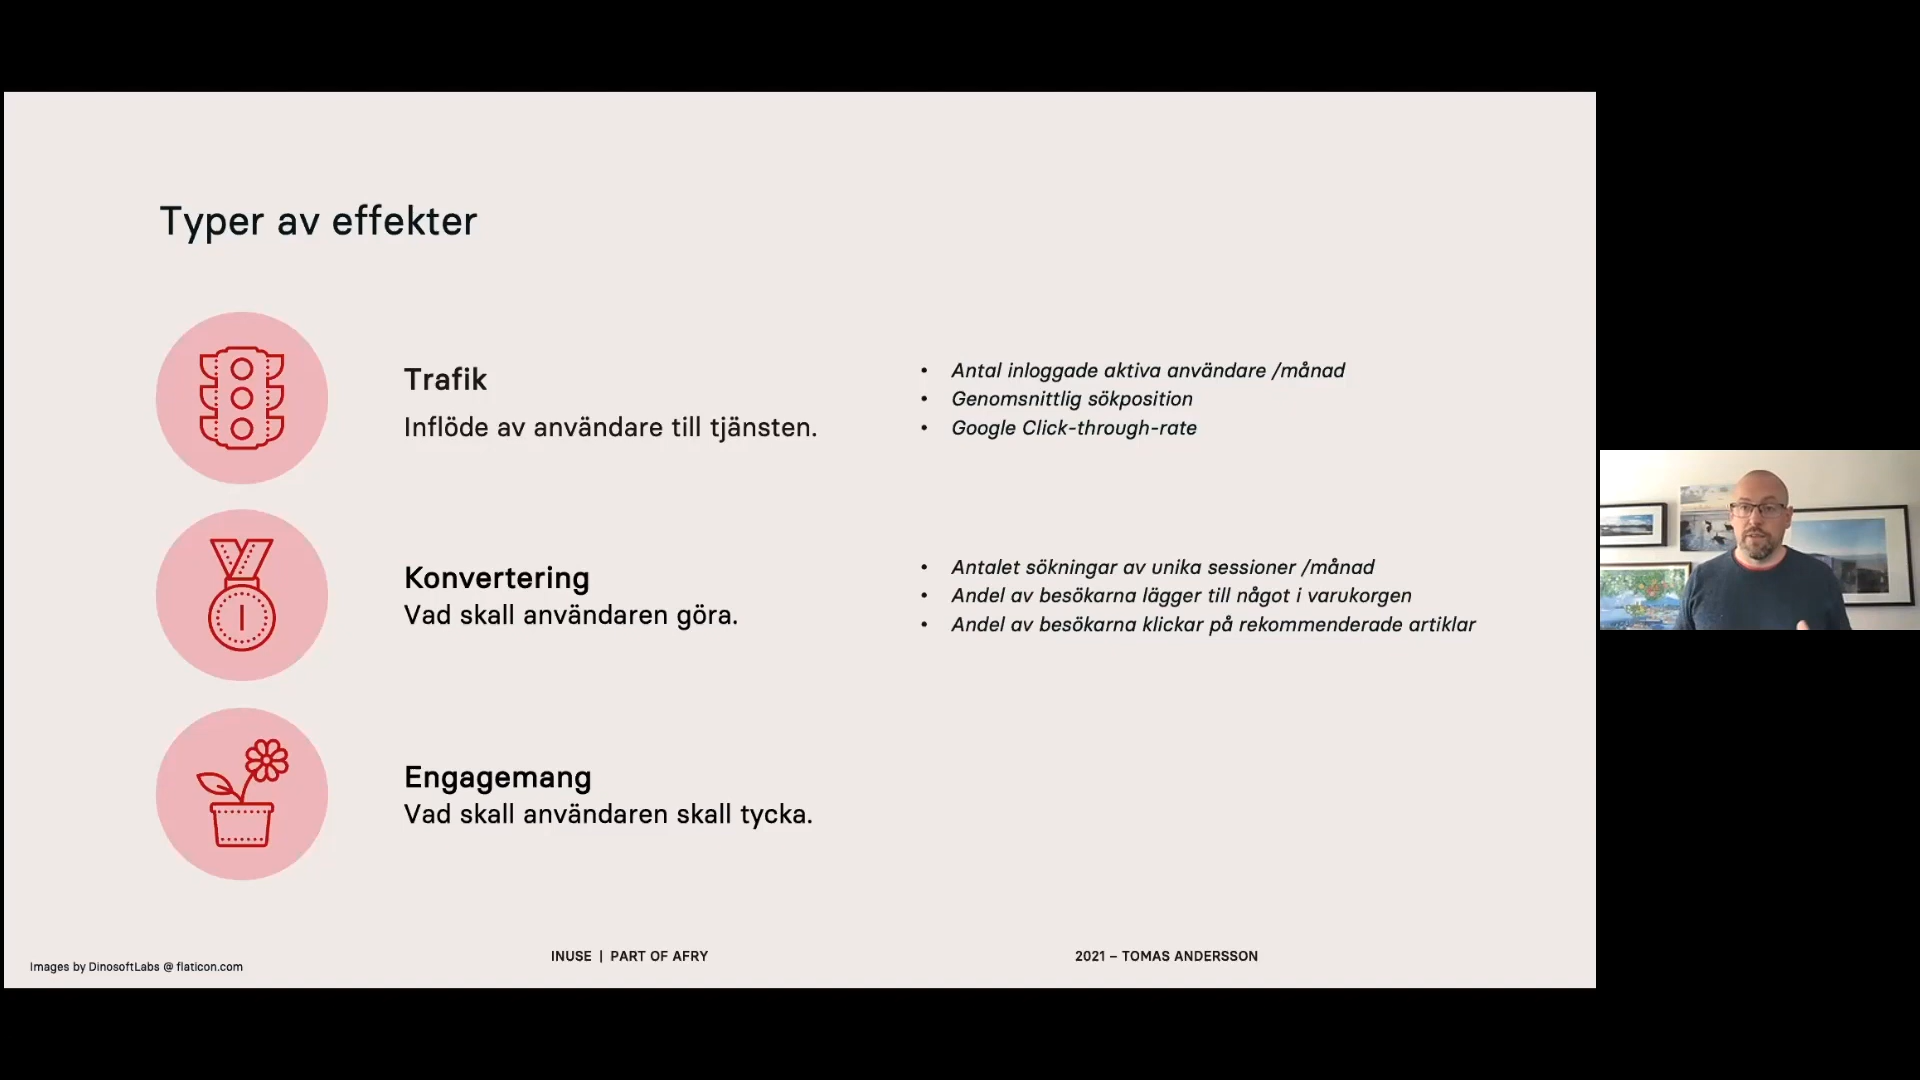 Typer av effekter
Trafik
Inflöde av användare till tjänsten.
• Antal inloggade aktiva användare /månad
• Genomsnittlig sökposition
• Google Click-through-rate
Konvertering
Vad skall användaren göra.
• Antalet sökningar av unika sessioner /månad
• Andel av besökarna lägger till något i varukorgen
• Andel av besökarna klickar på rekommenderade artiklar
Engagemang
Vad skall användaren skall tycka.
Images by DinosoftLabs @ flaticon.com
INUSE | PART OF AFRY
2021 – TOMAS ANDERSSON